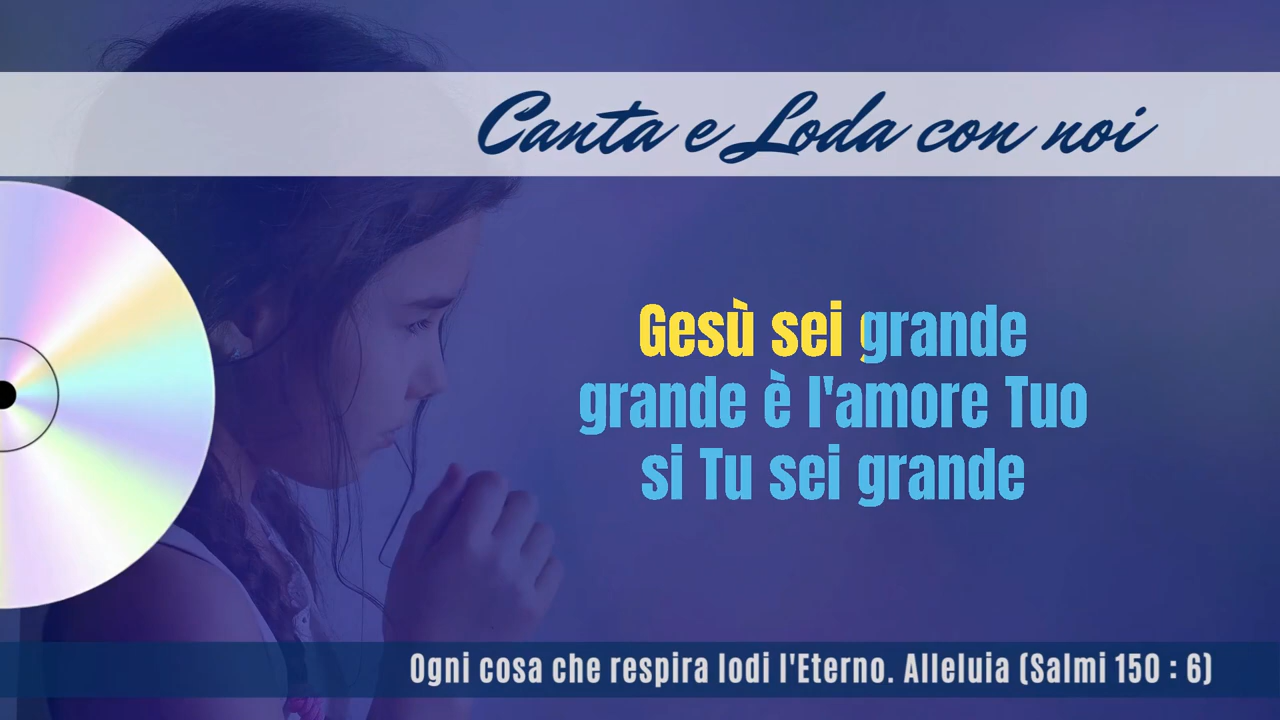 Canta e Loda con noi
Gesù sei grande
grande è l'amore Tuo
si Tu sei grande
Ogni cosa che respira lodi l'Eterno. Alleluia (Salmi 150 : 6)